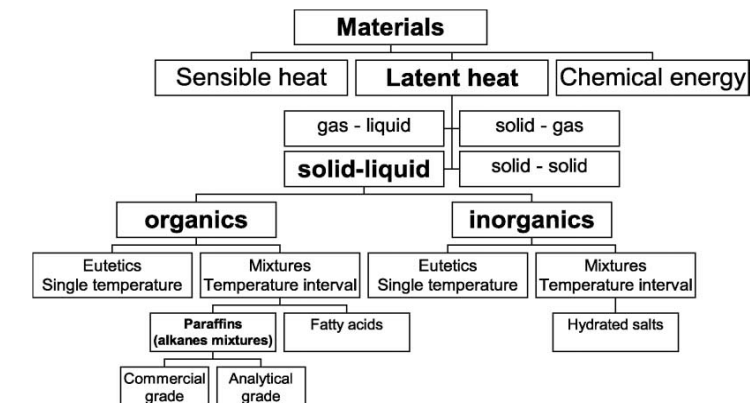 Materials
Sensible heat
Latent heat
Chemical energy
gas - liquid
solid - gas
solid-liquid
solid - solid
organics
inorganics
Eutetics
Single temperature
Mixtures
Temperature interval
Eutetics
Single temperature
Mixtures
Temperature interval
Paraffins
(alkanes mixtures)
Fatty acids
Hydrated salts
Commercial
grade
Analytical
grade